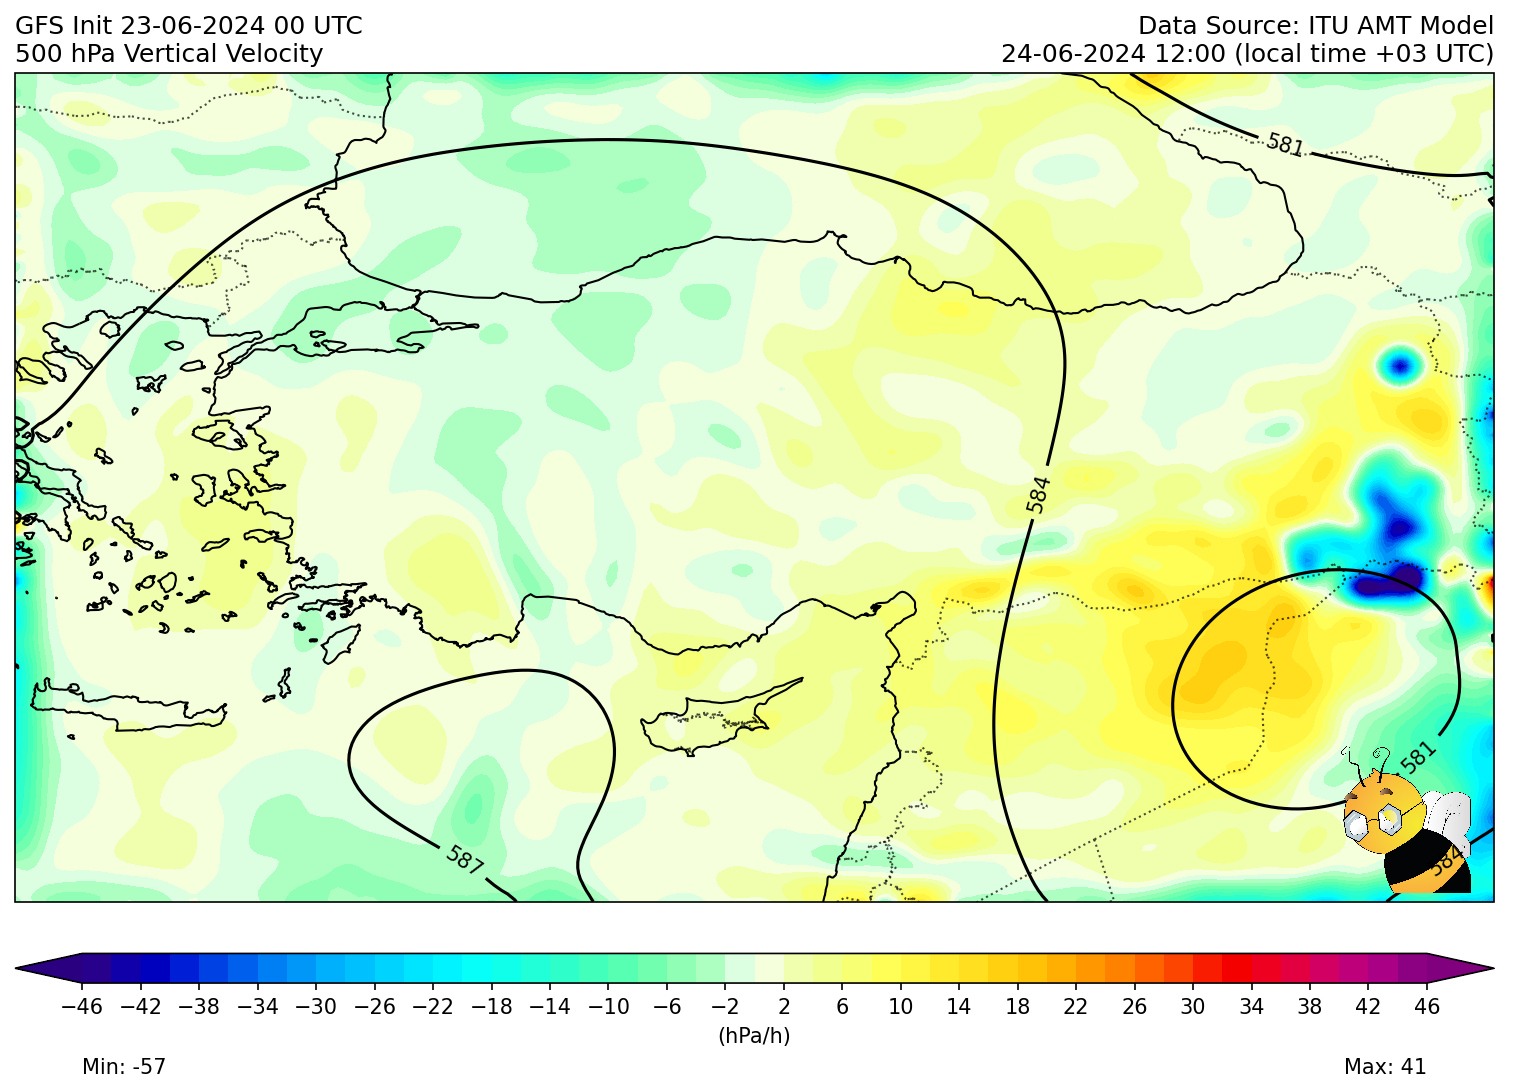 GFS Init 23-06-2024 00 UTC
Data Source: ITU AMT Model
500 hPa Vertical Velocity
24-06-2024 12:00 (local time +03 UTC)
581
584
581
587
584
−46 −42 −38 −34 −30 −26 −22 −18 −14 −10 −6 −2 2 6 10 14 18 22 26 30 34 38 42 46
(hPa/h)
Min: -57
Max: 41